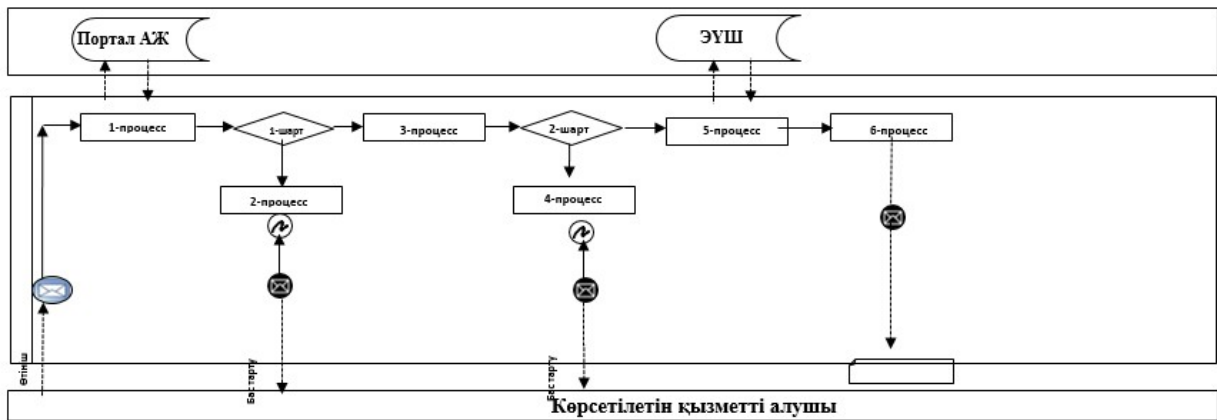 Портал АЖ
ЭҮШ
1-процесс
1-шарт
3-процесс
2-шарт
5-процесс
6-процесс
2-процесс
4-процесс
Өтініш
Бас тарту
Бас тарту
Көрсетілетін қызметті алушы